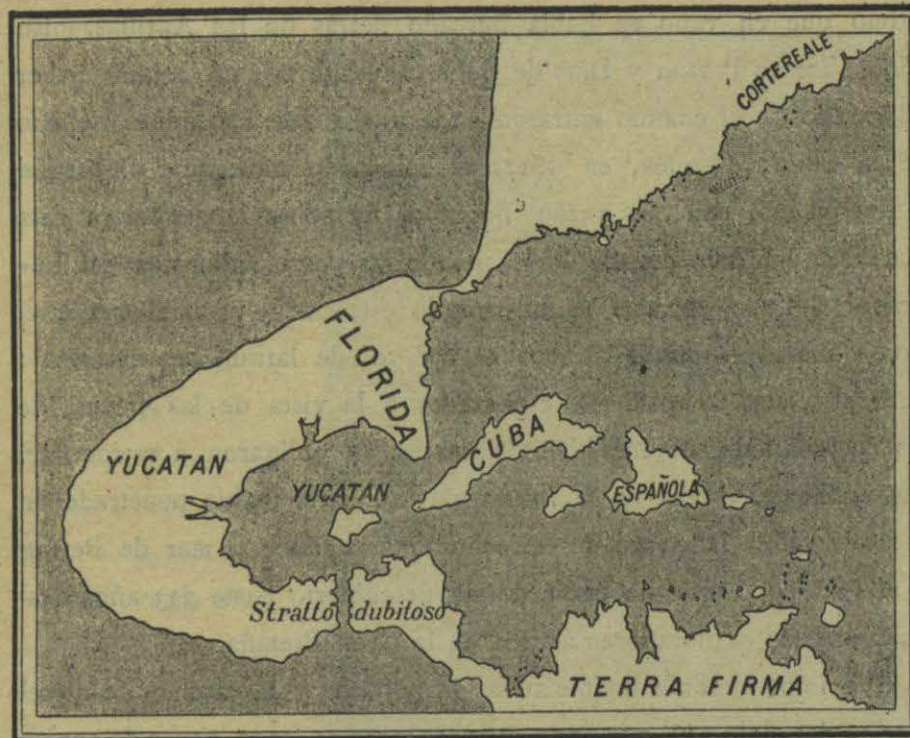 CORTEREALE
FLORIDA
CUBA
YUCATAN
YUCATAN
ESPAÑOLA
Stratto dubitoso
TERRA FIRMA